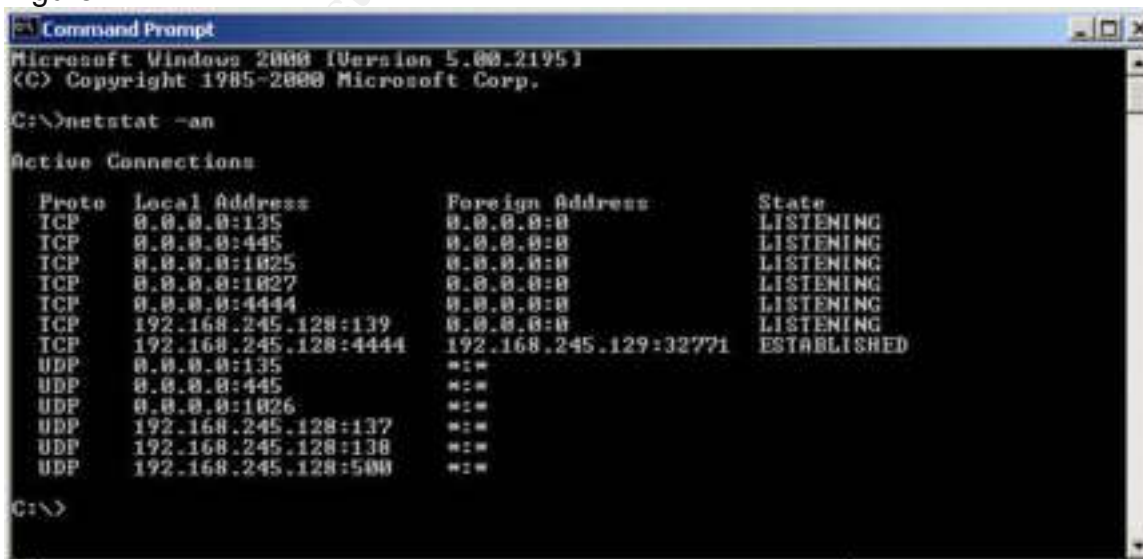 Command Prompt
Microsoft Windows 2000 [Version 5.00.2195]
(C) Copyright 1985-2000 Microsoft Corp.
C:\>netstat -an
Active Connections
Proto Local Address Foreign Address State
TCP 0.0.0.0:135 0.0.0.0:0 LISTENING
TCP 0.0.0.0:445 0.0.0.0:0 LISTENING
TCP 0.0.0.0:1025 0.0.0.0:0 LISTENING
TCP 0.0.0.0:1027 0.0.0.0:0 LISTENING
TCP 0.0.0.0:4444 0.0.0.0:0 LISTENING
TCP 192.168.245.128:139 0.0.0.0:0 LISTENING
TCP 192.168.245.128:4444 192.168.245.129:32771 ESTABLISHED
UDP 0.0.0.0:135 *:*
UDP 0.0.0.0:445 *:*
UDP 0.0.0.0:1026 *:*
UDP 192.168.245.128:137 *:*
UDP 192.168.245.128:138 *:*
UDP 192.168.245.128:500 *:*
C:\>